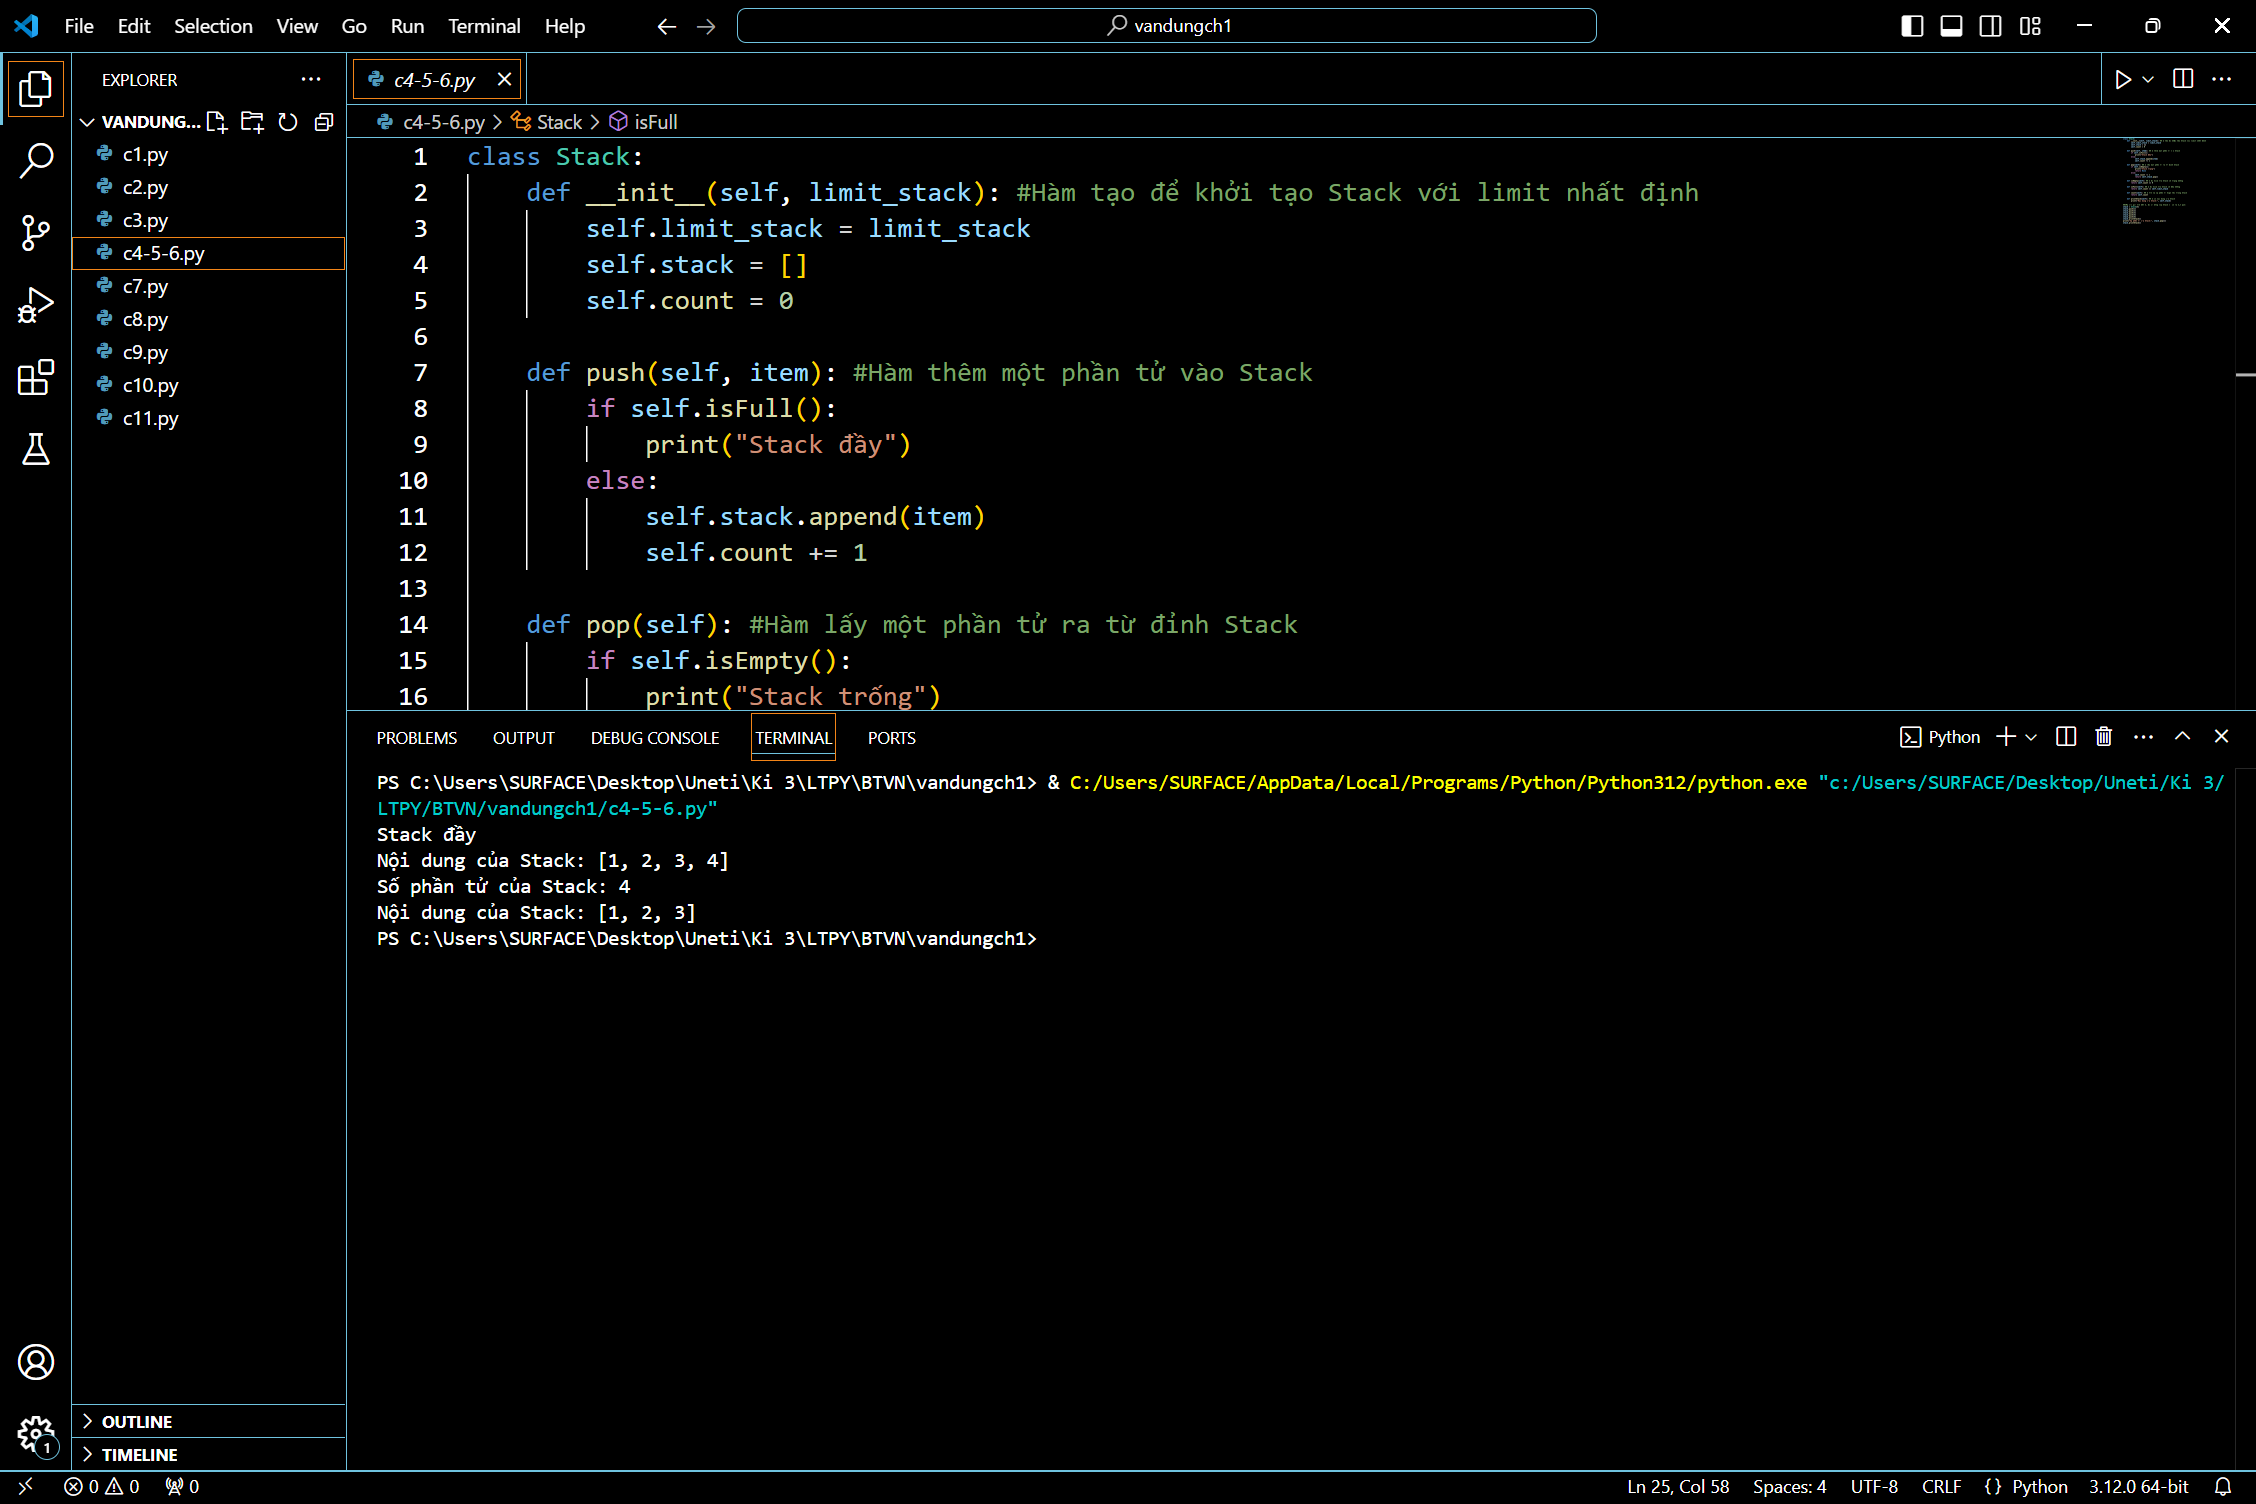 File Edit Selection View Go Run Terminal Help
vandungch1
EXPLORER
VANDUNG...
c1.py
c2.py
c3.py
c4-5-6.py
c7.py
c8.py
c9.py
c10.py
c11.py
OUTLINE
TIMELINE
c4-5-6.py
c4-5-6.py > Stack > isFull
1 class Stack:
2 def __init__(self, limit_stack): #Hàm tạo để khởi tạo Stack với limit nhất định
3 self.limit_stack = limit_stack
4 self.stack = []
5 self.count = 0
6
7 def push(self, item): #Hàm thêm một phần tử vào Stack
8 if self.isFull():
9 print("Stack đầy")
10 else:
11 self.stack.append(item)
12 self.count += 1
13
14 def pop(self): #Hàm lấy một phần tử ra từ đỉnh Stack
15 if self.isEmpty():
16 print("Stack trống")
PROBLEMS OUTPUT DEBUG CONSOLE TERMINAL PORTS
Python
PS C:\Users\SURFACE\Desktop\Uneti\Ki 3\LTPY\BTVN\vandungch1> & C:/Users/SURFACE/AppData/Local/Programs/Python/Python312/python.exe "c:/Users/SURFACE/Desktop/Uneti/Ki 3/
LTPY/BTVN/vandungch1/c4-5-6.py"
Stack đầy
Nội dung của Stack: [1, 2, 3, 4]
Số phần tử của Stack: 4
Nội dung của Stack: [1, 2, 3]
PS C:\Users\SURFACE\Desktop\Uneti\Ki 3\LTPY\BTVN\vandungch1>
1
0 0 0
Ln 25, Col 58 Spaces: 4 UTF-8 CRLF {} Python 3.12.0 64-bit